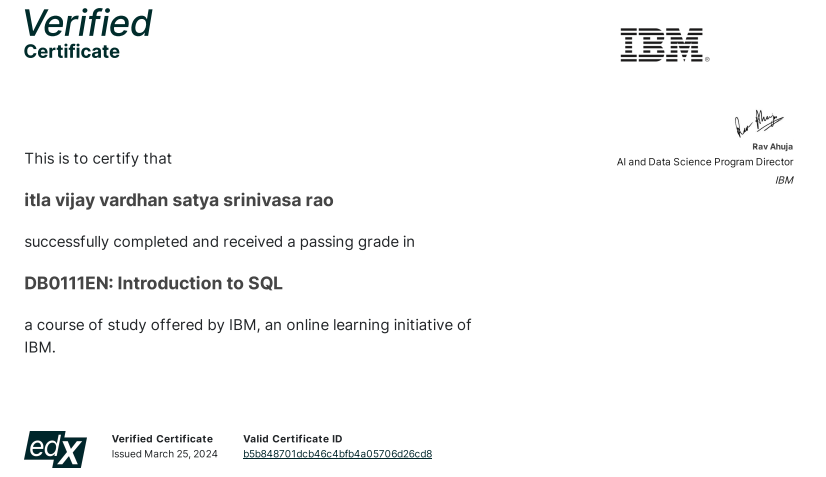 Verified
Certificate
IBM®
Rav Ahuja
AI and Data Science Program Director
IBM
This is to certify that
itla vijay vardhan satya srinivasa rao
successfully completed and received a passing grade in
DB0111EN: Introduction to SQL
a course of study offered by IBM, an online learning initiative of
IBM.
edX
Verified Certificate
Issued March 25, 2024
Valid Certificate ID
b5b848701dcb46c4bfb4a05706d26cd8